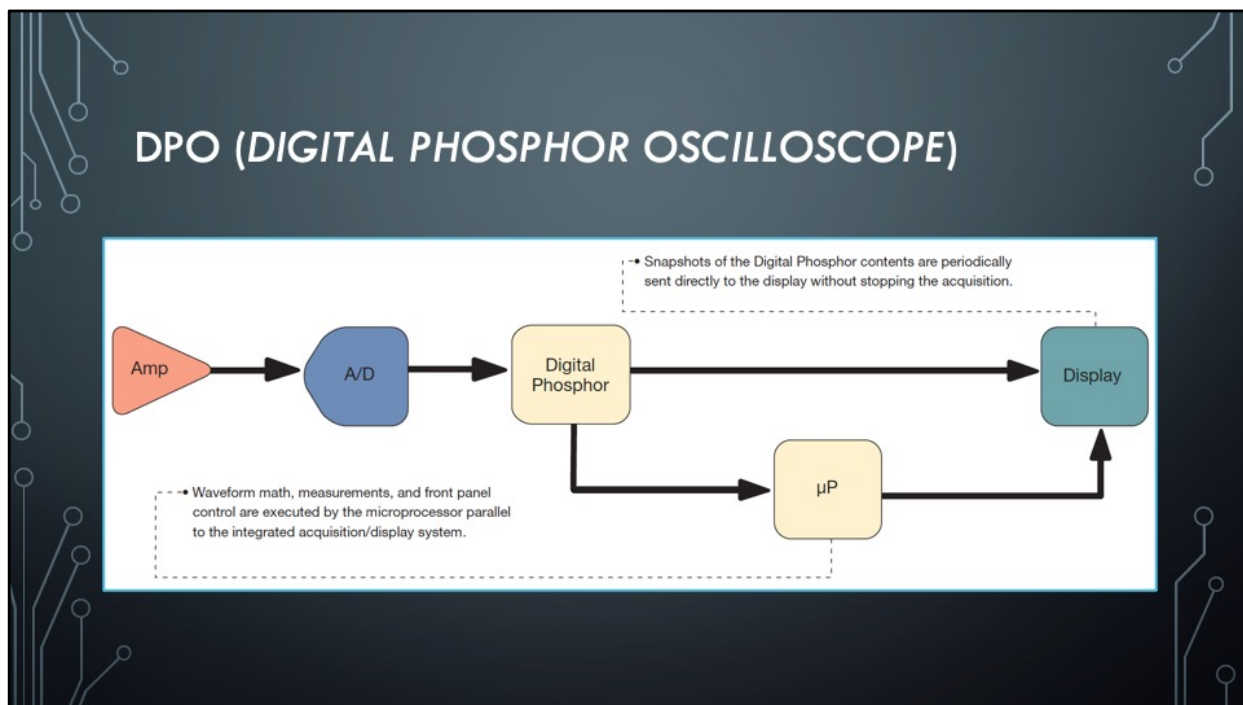 DPO (DIGITAL PHOSPHOR OSCILLOSCOPE)
• Snapshots of the Digital Phosphor contents are periodically
sent directly to the display without stopping the acquisition.
Amp
A/D
Digital
Phosphor
Display
µP
• Waveform math, measurements, and front panel
control are executed by the microprocessor parallel
to the integrated acquisition/display system.